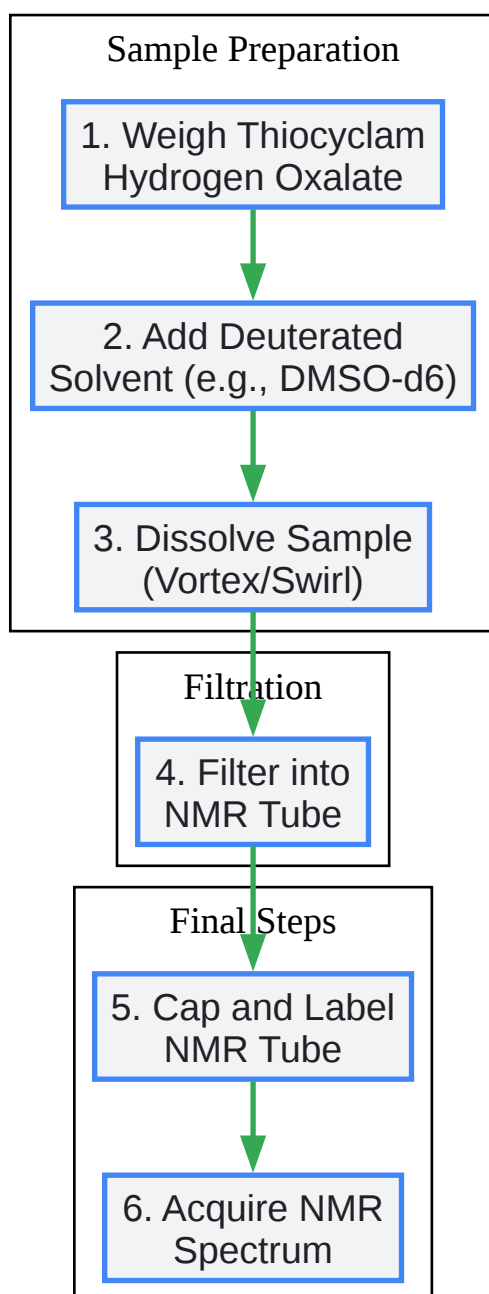 Sample Preparation
1. Weigh Thiocyclam
Hydrogen Oxalate
2. Add Deuterated
Solvent (e.g., DMSO-d6)
3. Dissolve Sample
(Vortex/Swirl)
Filtration
4. Filter into
NMR Tube
Final Steps
5. Cap and Label
NMR Tube
6. Acquire NMR
Spectrum